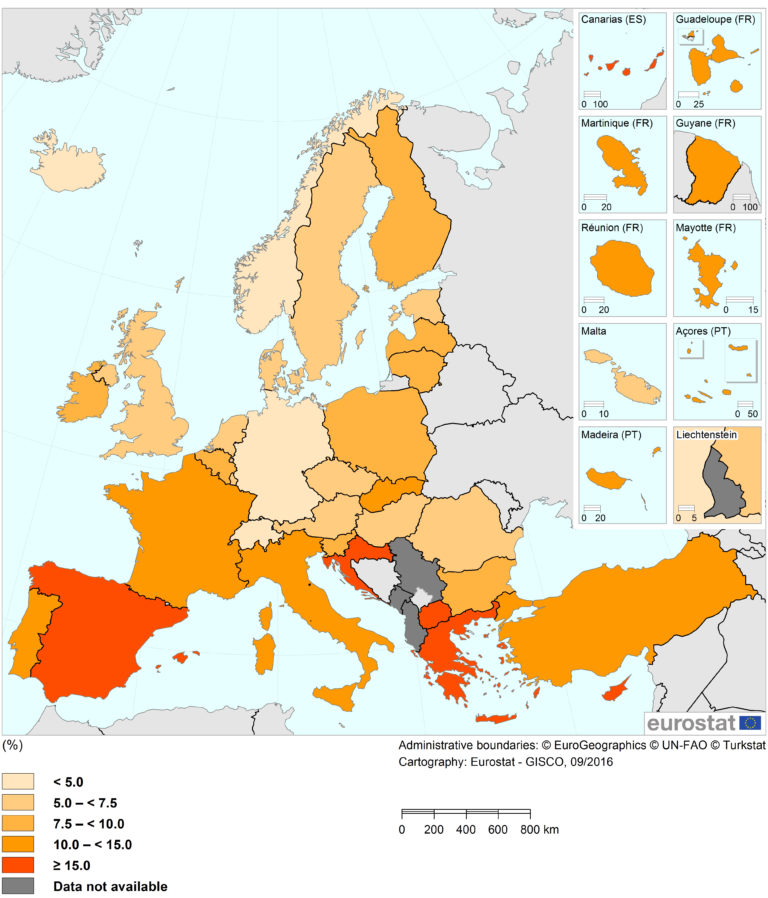 Canarias (ES)
0 100
Guadeloupe (FR)
0 25
Martinique (FR)
0 20
Guyane (FR)
0 100
Réunion (FR)
0 20
Mayotte (FR)
0 15
Malta
0 10
Açores (PT)
0 50
Madeira (PT)
0 20
Liechtenstein
0 5
eurostat
(%)
Administrative boundaries: © EuroGeographics © UN-FAO © Turkstat
Cartography: Eurostat - GISCO, 09/2016
< 5.0
5.0 – < 7.5
7.5 – < 10.0
10.0 – < 15.0
≥ 15.0
Data not available
0 200 400 600 800 km